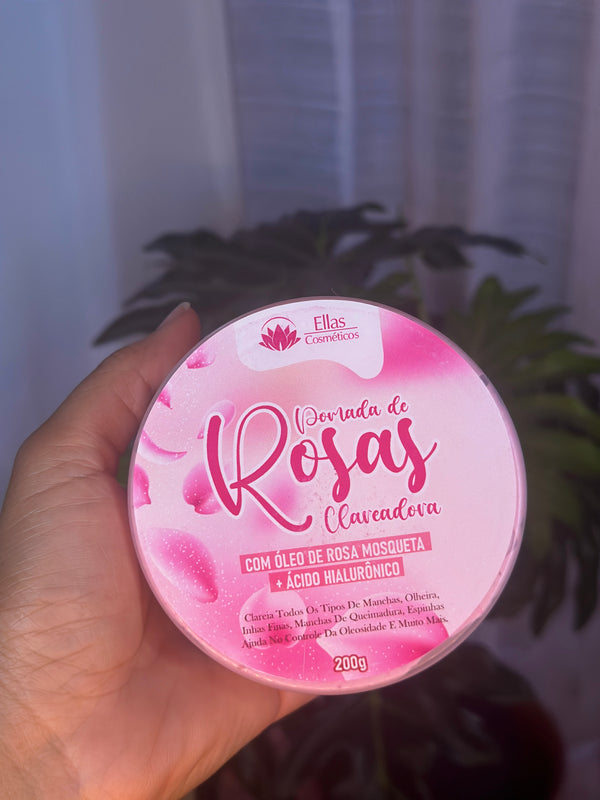 Ellas
Cosméticos
Pomada de
Rosas
Clareadora
COM ÓLEO DE ROSA MOSQUETA
+ ÁCIDO HIALURÔNICO
Clareia Todos Os Tipos De Manchas, Olheira,
inhas Finas, Manchas De Queimadura, Espinhas
Ajuda No Controle Da Oleosidade E Muito Mais.
200g